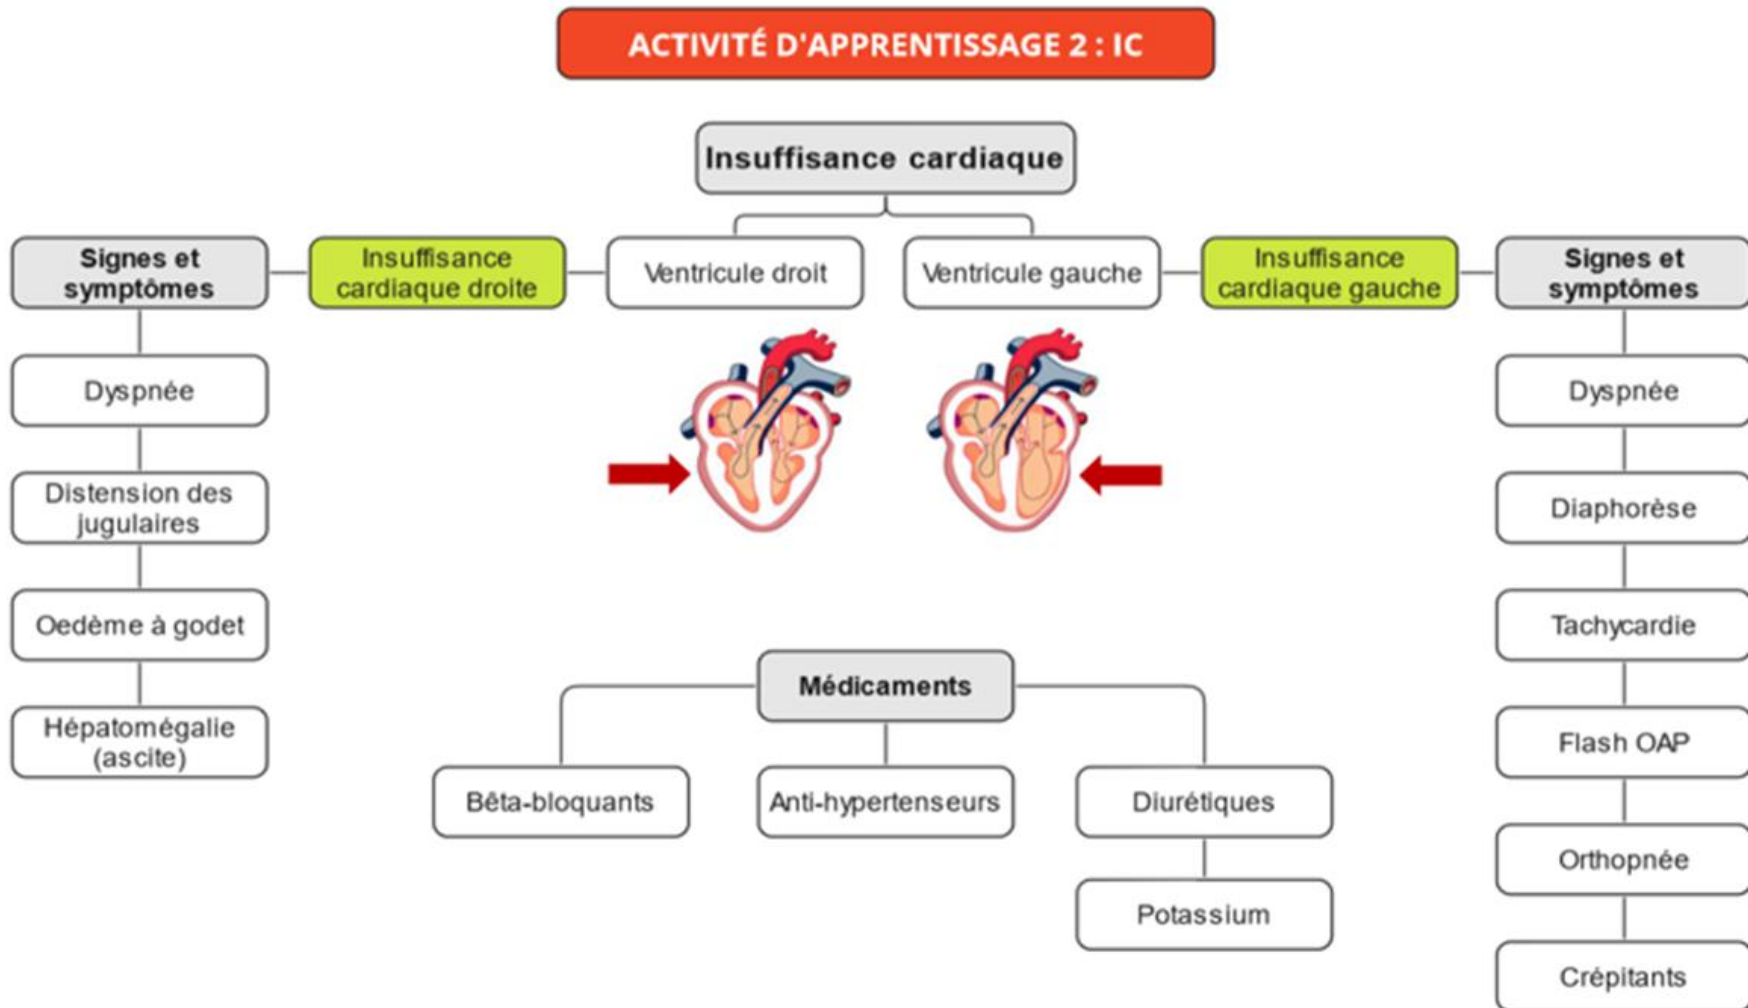 ACTIVITÉ D'APPRENTISSAGE 2 : IC
Insuffisance cardiaque
Signes et
symptômes
Insuffisance
cardiaque droite
Ventricule droit
Ventricule gauche
Insuffisance
cardiaque gauche
Signes et
symptômes
Dyspnée
Distension des
jugulaires
Oedème à godet
Hépatomégalie
(ascite)
Dyspnée
Diaphorèse
Tachycardie
Flash OAP
Orthopnée
Crépitants
Médicaments
Bêta-bloquants
Anti-hypertenseurs
Diurétiques
Potassium